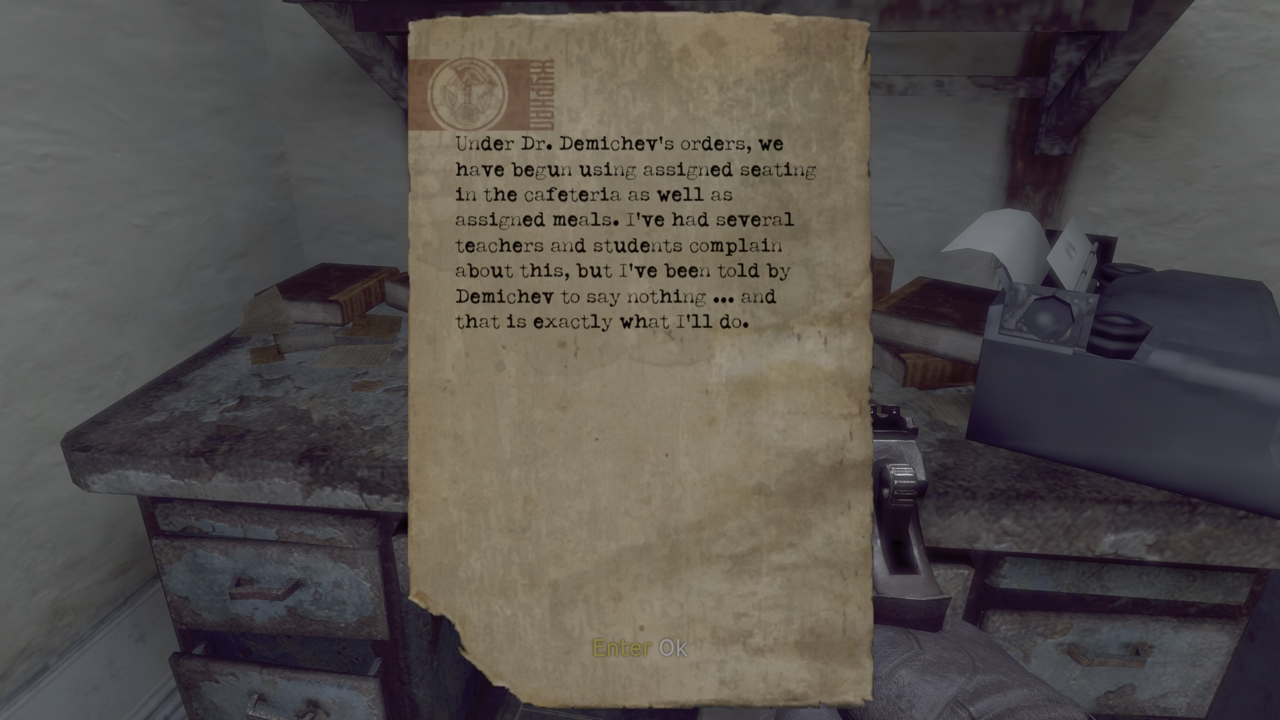 Under Dr. Demichev's orders, we
have begun using assigned seating
in the cafeteria as well as
assigned meals. I've had several
teachers and students complain
about this, but I've been told by
Demichev to say nothing ... and
that is exactly what I'll do.
Enter Ok